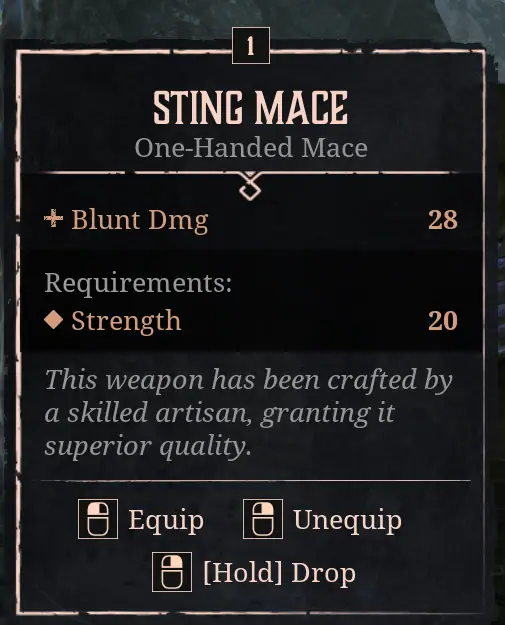 1
STING MACE
One-Handed Mace
Blunt Dmg 28
Requirements:
Strength 20
This weapon has been crafted by
a skilled artisan, granting it
superior quality.
Equip Unequip
[Hold] Drop